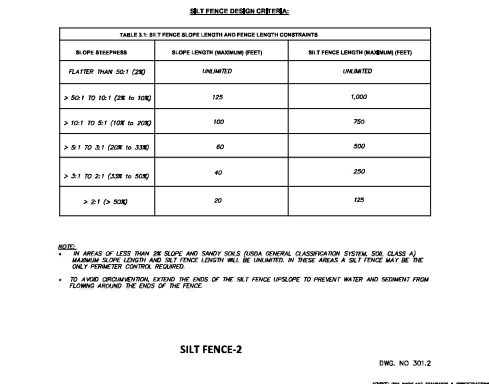 SILT FENCE DESIGN CRITERIA:
TABLE 3.1: SILT FENCE SLOPE LENGTH AND FENCE LENGTH CONSTRAINTS
SLOPE STEEPNESS SLOPE LENGTH (MAXIMUM) (FEET) SILT FENCE LENGTH (MAXIMUM) (FEET)
FLATTER THAN 50:1 (2%) UNLIMITED UNLIMITED
> 50:1 TO 10:1 (2% to 10%) 125 1,000
> 10:1 TO 5:1 (10% to 20%) 100 750
> 5:1 TO 3:1 (20% to 33%) 60 500
> 3:1 TO 2:1 (33% to 50%) 40 250
> 2:1 (> 50%) 20 125
NOTE:
• IN AREAS OF LESS THAN 2% SLOPE AND SANDY SOILS (USDA GENERAL CLASSIFICATION SYSTEM, SOIL CLASS A)
MAXIMUM SLOPE LENGTH AND SILT FENCE LENGTH WILL BE UNLIMITED. IN THESE AREAS A SILT FENCE MAY BE THE
ONLY PERIMETER CONTROL REQUIRED.
• TO AVOID CIRCUMVENTION, EXTEND THE ENDS OF THE SILT FENCE UPSLOPE TO PREVENT WATER AND SEDIMENT FROM
FLOWING AROUND THE ENDS OF THE FENCE.
SILT FENCE-2
DWG. NO 301.2